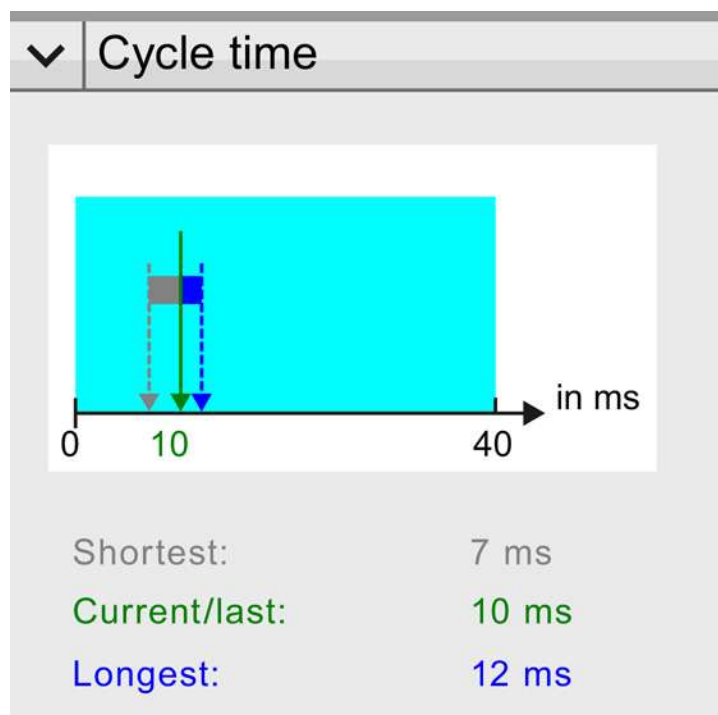 Cycle time
in ms
0 10 40
Shortest: 7 ms
Current/last: 10 ms
Longest: 12 ms